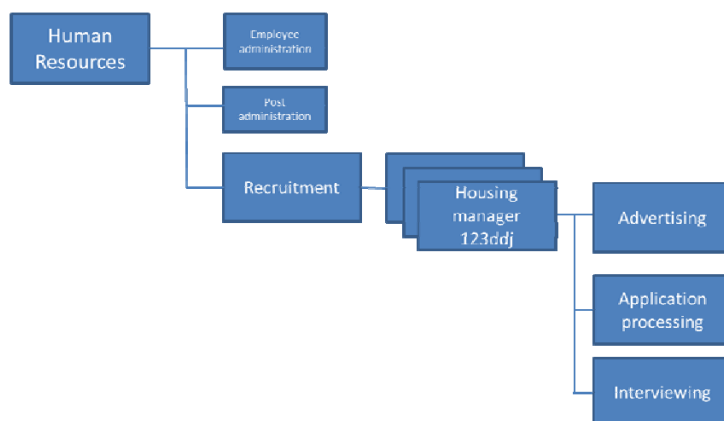 Human
Resources
Employee
administration
Post
administration
Recruitment
Housing
manager
123ddj
Advertising
Application
processing
Interviewing